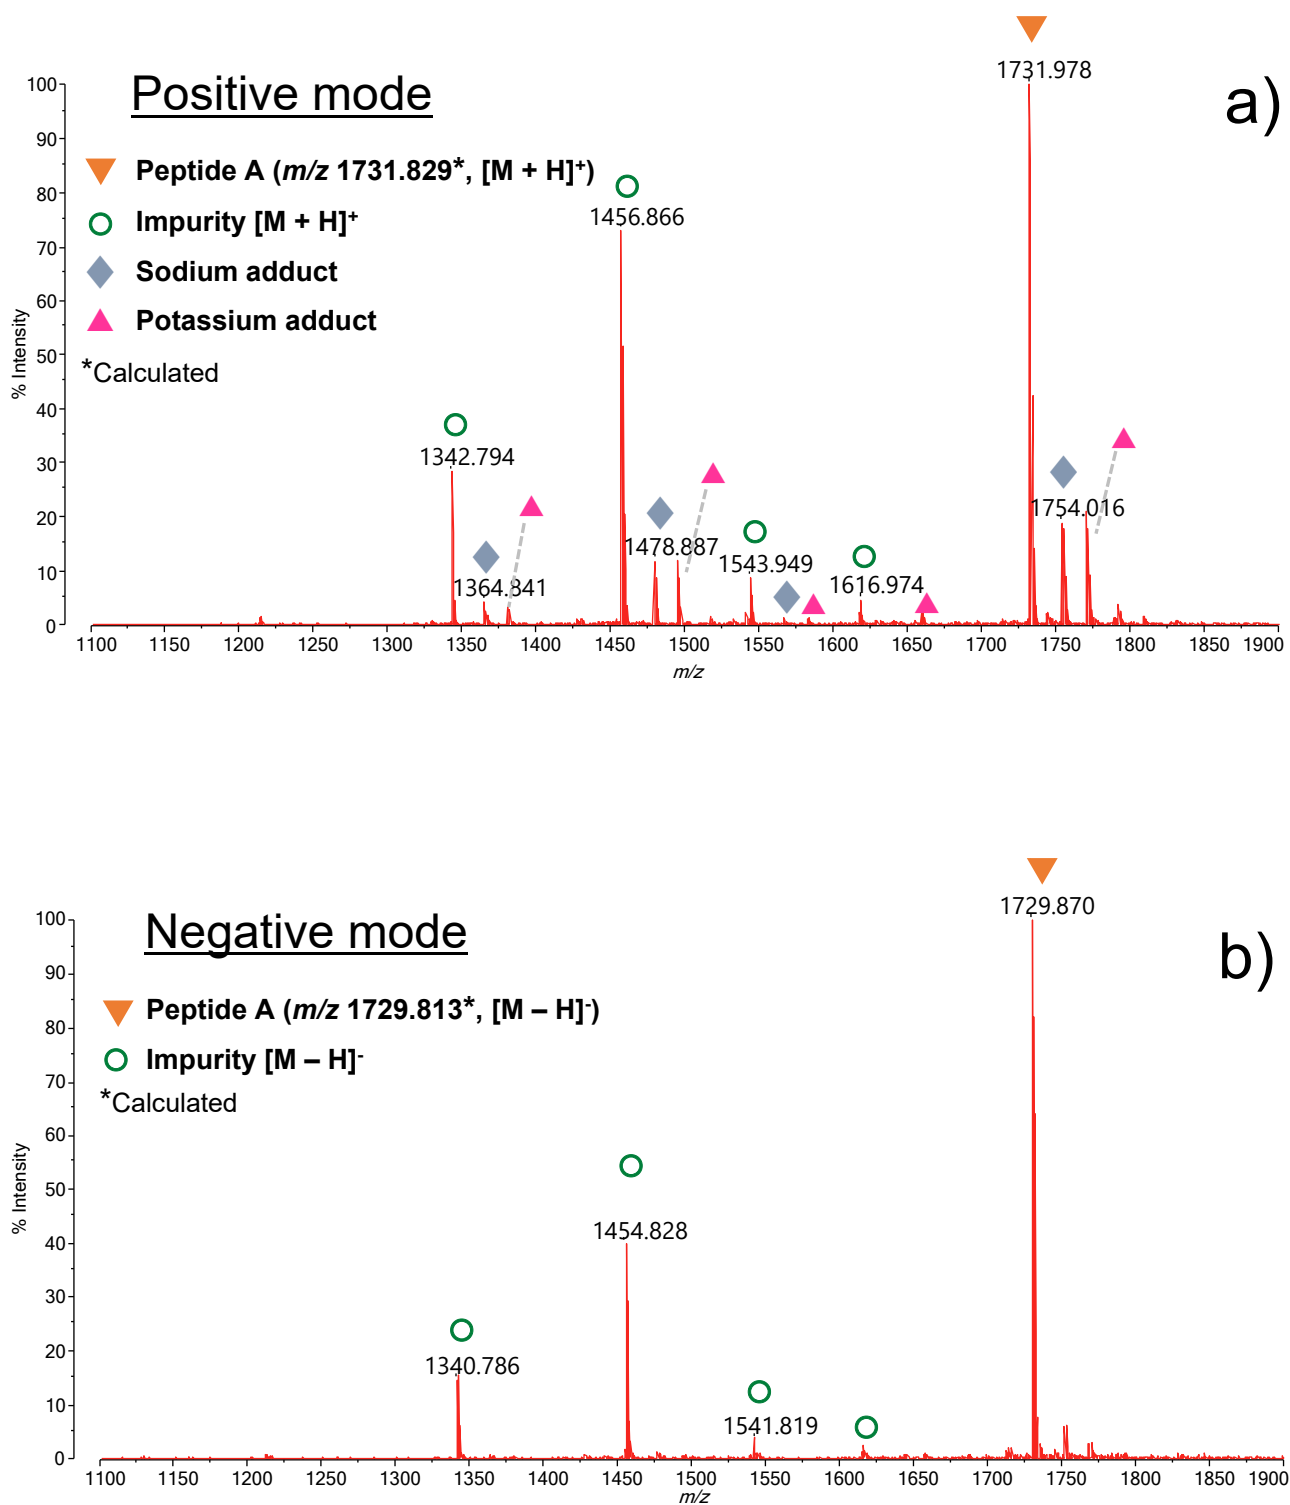 a)
Positive mode
Peptide A (m/z 1731.829*, [M + H]⁺)
Impurity [M + H]⁺
Sodium adduct
Potassium adduct
*Calculated
1731.978
1456.866
1342.794
1364.841
1478.887
1543.949
1616.974
1754.016
% Intensity
100
90
80
70
60
50
40
30
20
10
0
1100 1150 1200 1250 1300 1350 1400 1450 1500 1550 1600 1650 1700 1750 1800 1850 1900
m/z
b)
Negative mode
Peptide A (m/z 1729.813*, [M – H]⁻)
Impurity [M – H]⁻
*Calculated
1729.870
1454.828
1340.786
1541.819
% Intensity
100
90
80
70
60
50
40
30
20
10
0
1100 1150 1200 1250 1300 1350 1400 1450 1500 1550 1600 1650 1700 1750 1800 1850 1900
m/z